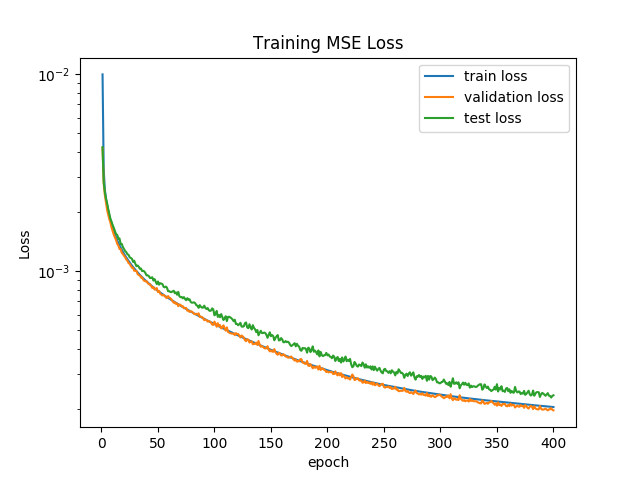 Training MSE Loss
train loss
validation loss
test loss
Loss
10⁻²
10⁻³
0 50 100 150 200 250 300 350 400
epoch